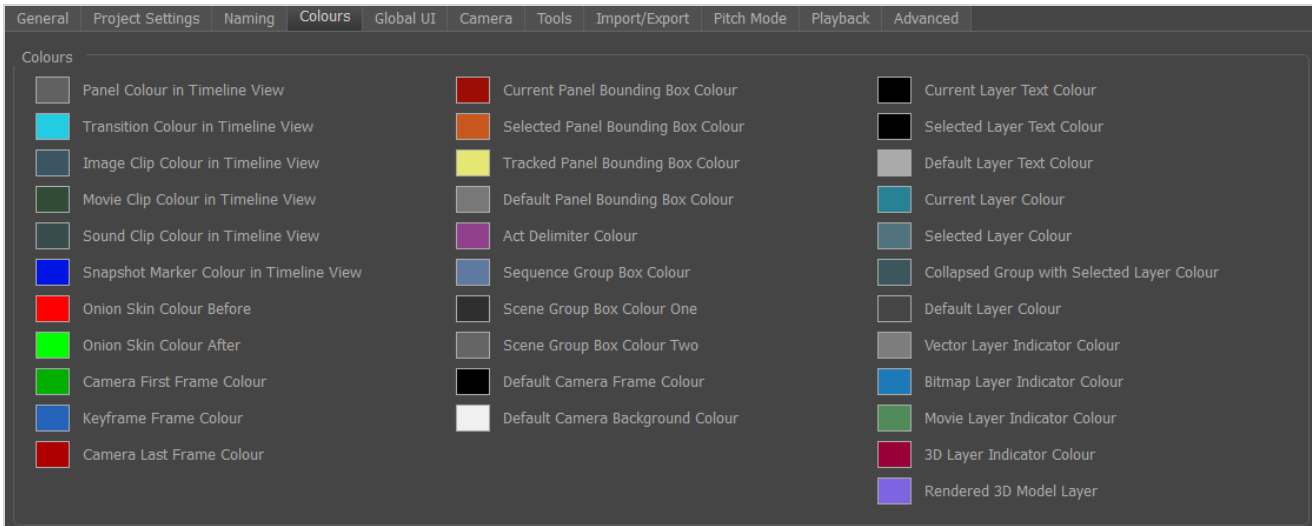 General Project Settings Naming Colours Global UI Camera Tools Import/Export Pitch Mode Playback Advanced
Colours
Panel Colour in Timeline View
Transition Colour in Timeline View
Image Clip Colour in Timeline View
Movie Clip Colour in Timeline View
Sound Clip Colour in Timeline View
Snapshot Marker Colour in Timeline View
Onion Skin Colour Before
Onion Skin Colour After
Camera First Frame Colour
Keyframe Frame Colour
Camera Last Frame Colour
Current Panel Bounding Box Colour
Selected Panel Bounding Box Colour
Tracked Panel Bounding Box Colour
Default Panel Bounding Box Colour
Act Delimiter Colour
Sequence Group Box Colour
Scene Group Box Colour One
Scene Group Box Colour Two
Default Camera Frame Colour
Default Camera Background Colour
Current Layer Text Colour
Selected Layer Text Colour
Default Layer Text Colour
Current Layer Colour
Selected Layer Colour
Collapsed Group with Selected Layer Colour
Default Layer Colour
Vector Layer Indicator Colour
Bitmap Layer Indicator Colour
Movie Layer Indicator Colour
3D Layer Indicator Colour
Rendered 3D Model Layer